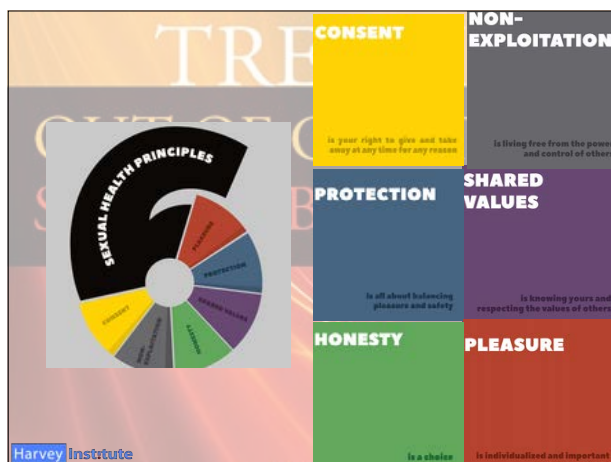 TRE
OUT OF C
S B
SEXUAL HEALTH PRINCIPLES
PLEASURE
PROTECTION
SHARED VALUES
HONESTY
NON-
EXPLOITATION
CONSENT
CONSENT
is your right to give and take
away at any time for any reason
NON-
EXPLOITATION
is living free from the power
and control of others
PROTECTION
is all about balancing
pleasure and safety
SHARED
VALUES
is knowing yours and
respecting the values of others
HONESTY
is a choice
PLEASURE
is individualized and important
Harvey Institute